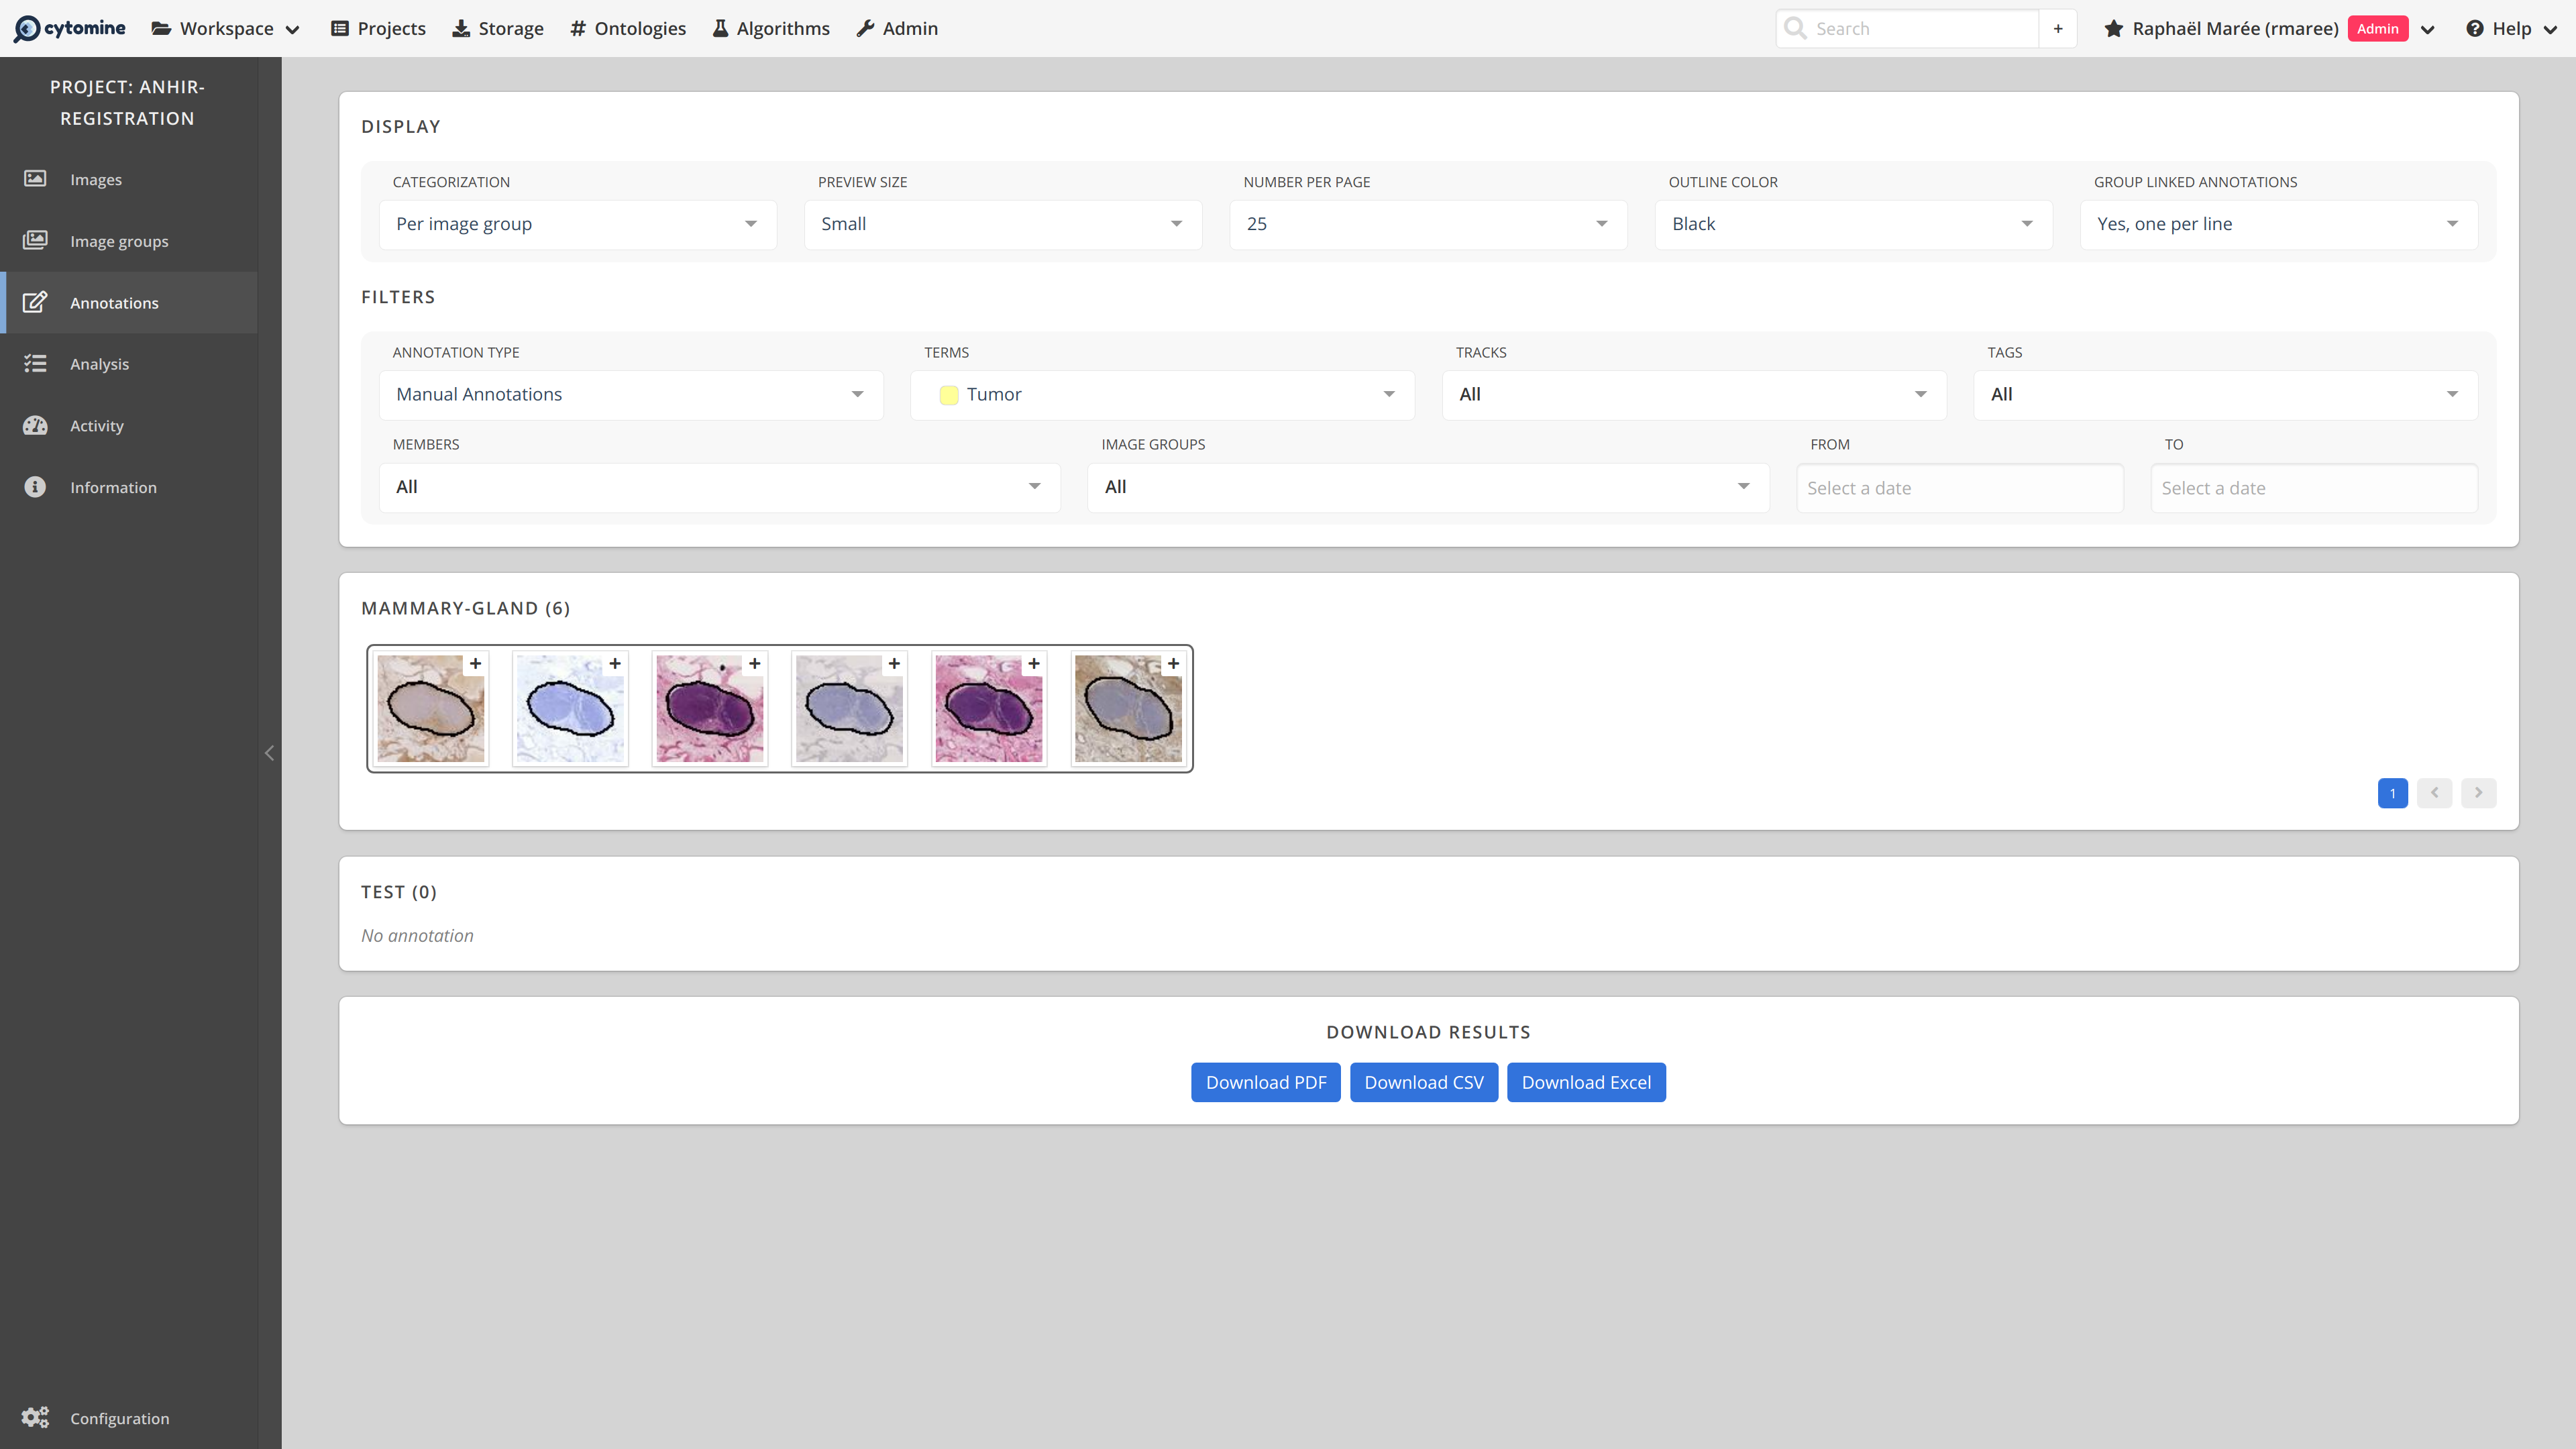 cytomine Workspace Projects Storage Ontologies Algorithms Admin Search + Raphaël Marée (rmaree) Admin Help
PROJECT: ANHIR-
REGISTRATION
Images
Image groups
Annotations
Analysis
Activity
Information
Configuration
DISPLAY
CATEGORIZATION PREVIEW SIZE NUMBER PER PAGE OUTLINE COLOR GROUP LINKED ANNOTATIONS
Per image group Small 25 Black Yes, one per line
FILTERS
ANNOTATION TYPE TERMS TRACKS TAGS
Manual Annotations Tumor All All
MEMBERS IMAGE GROUPS FROM TO
All All Select a date Select a date
MAMMARY-GLAND (6)
+ + + + + +
1
TEST (0)
No annotation
DOWNLOAD RESULTS
Download PDF Download CSV Download Excel